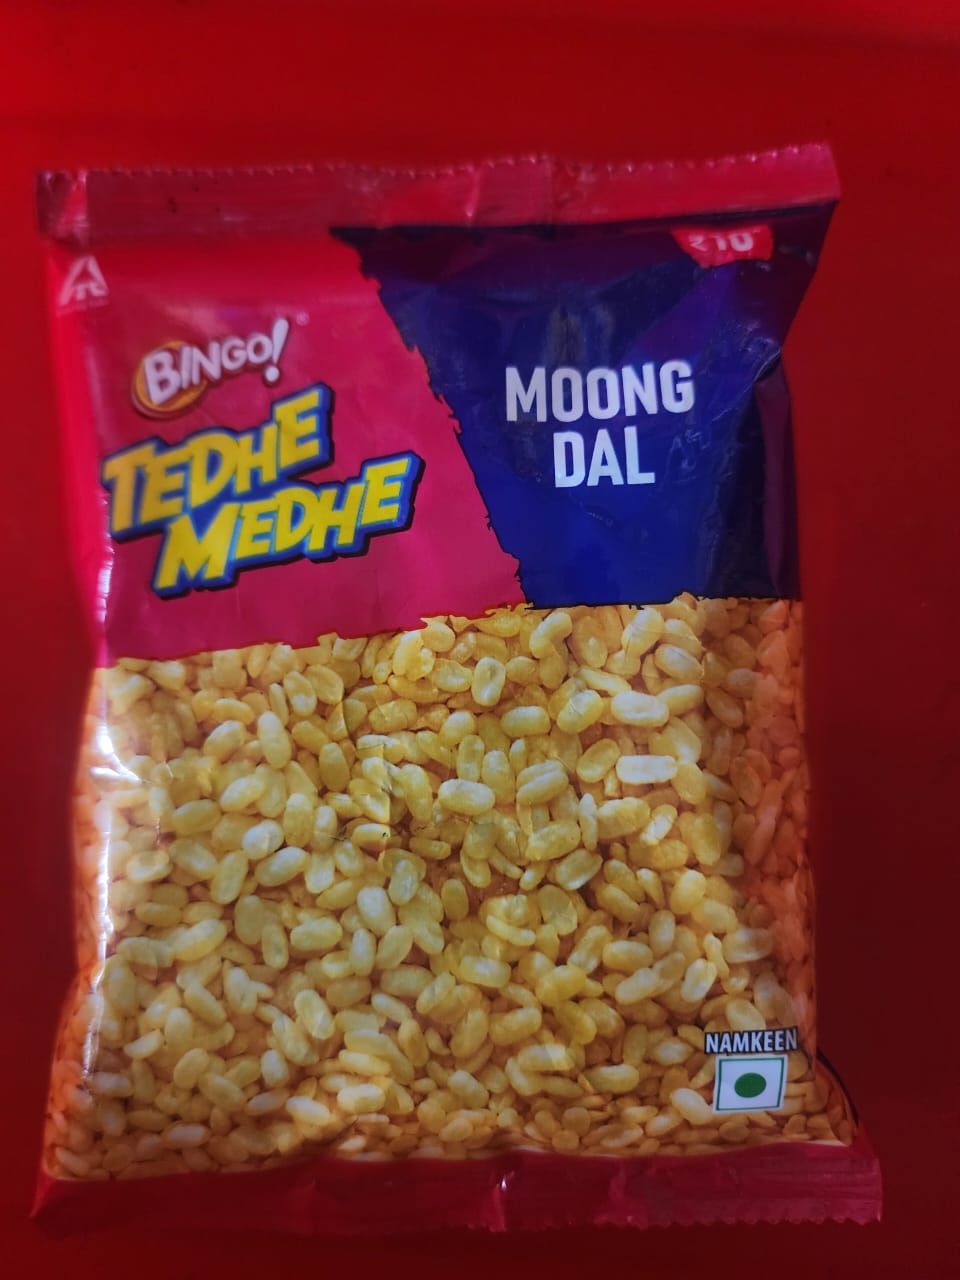 ₹10
BINGO!
TEDHE
MEDHE
MOONG
DAL
NAMKEEN